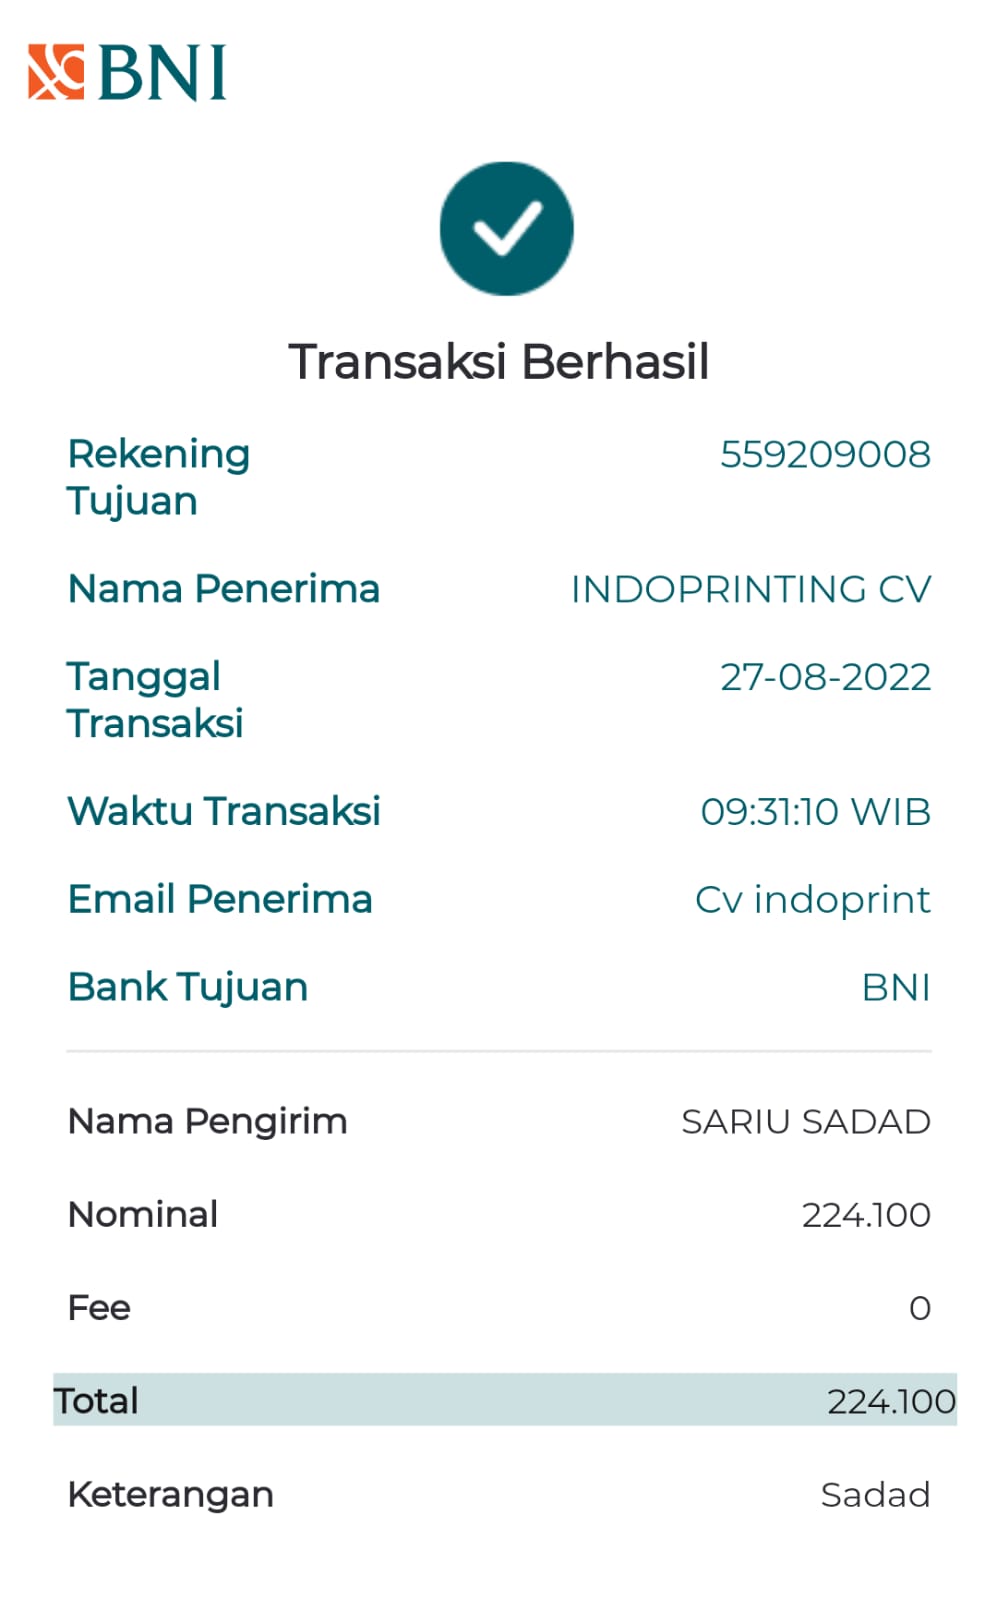 BNI
Transaksi Berhasil
Rekening Tujuan 559209008
Nama Penerima INDOPRINTING CV
Tanggal Transaksi 27-08-2022
Waktu Transaksi 09:31:10 WIB
Email Penerima Cv indoprint
Bank Tujuan BNI
Nama Pengirim SARIU SADAD
Nominal 224.100
Fee 0
Total 224.100
Keterangan Sadad